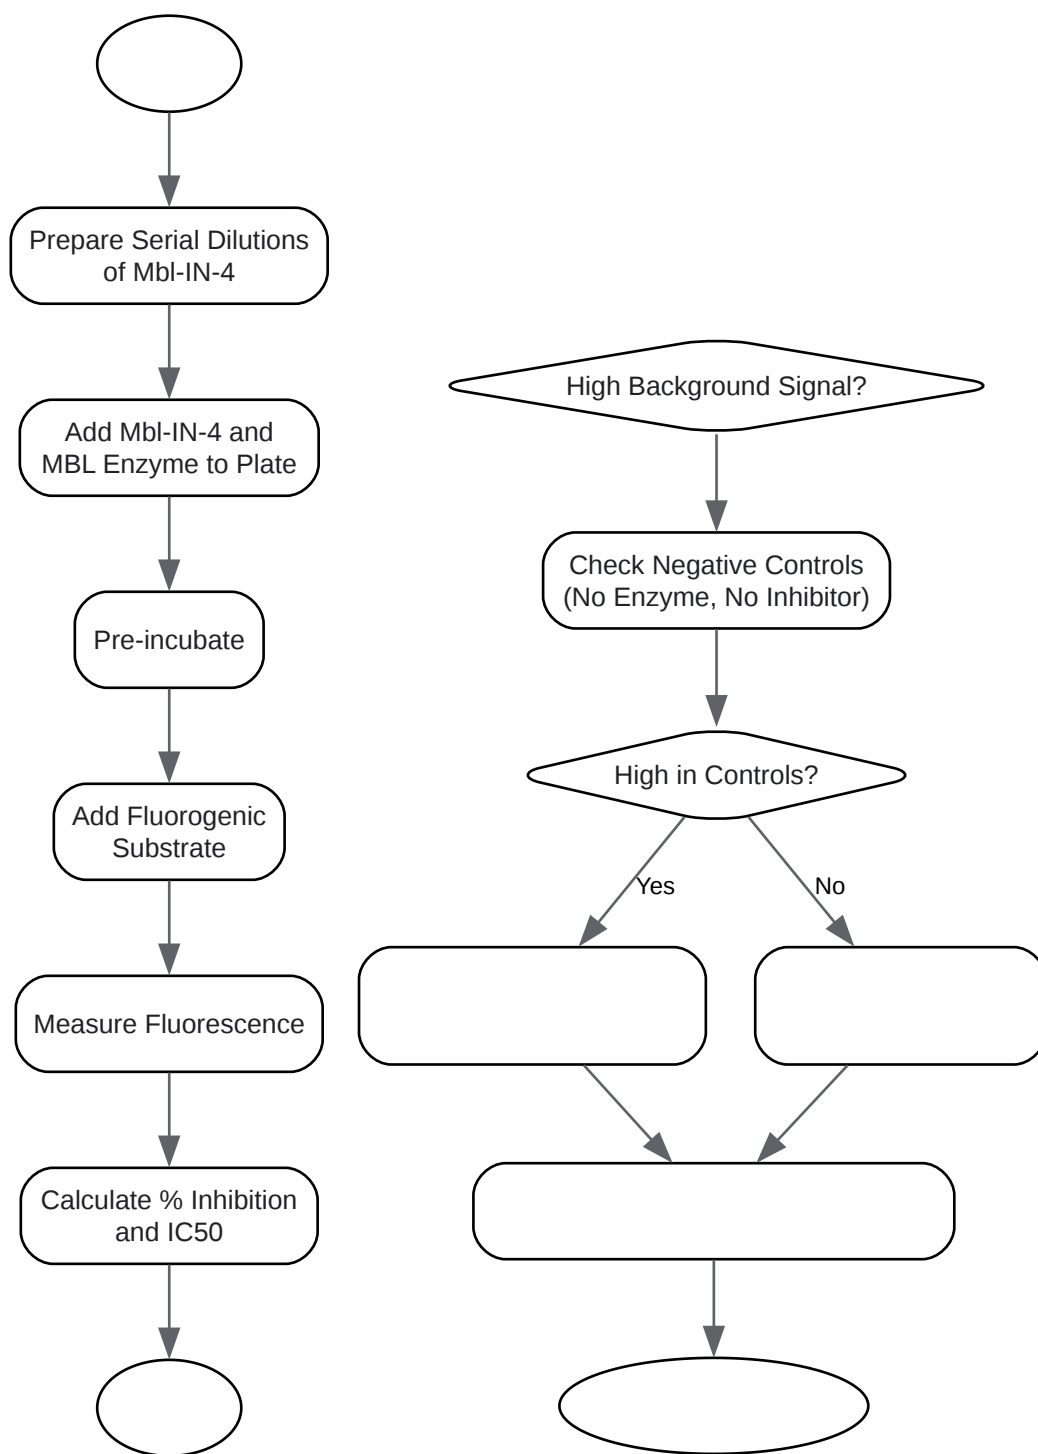 Prepare Serial Dilutions
of Mbl-IN-4
Add Mbl-IN-4 and
MBL Enzyme to Plate
Pre-incubate
Add Fluorogenic
Substrate
Measure Fluorescence
Calculate % Inhibition
and IC50
High Background Signal?
Check Negative Controls
(No Enzyme, No Inhibitor)
High in Controls?
Yes
No